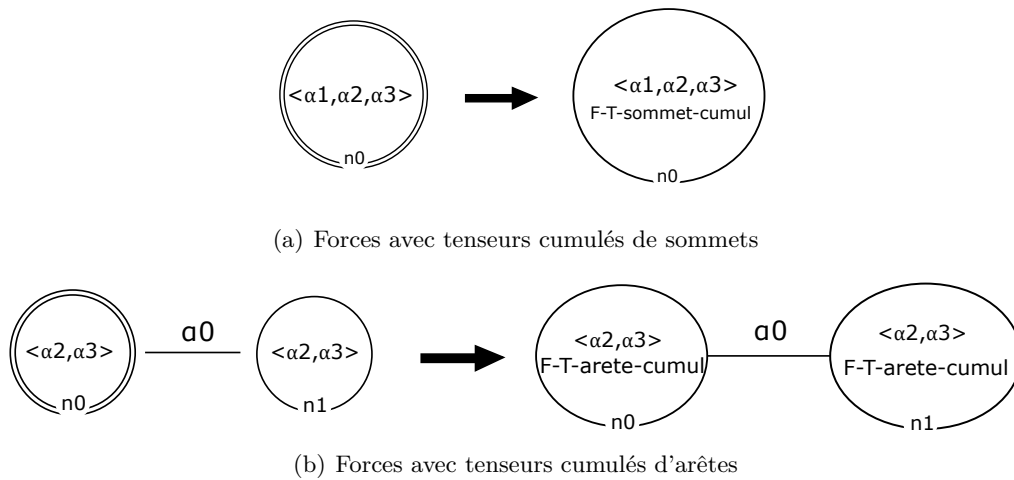 <α1,α2,α3> <α1,α2,α3>
F-T-sommet-cumul
n0 n0
(a) Forces avec tenseurs cumulés de sommets
<α2,α3> α0 <α2,α3> <α2,α3> α0 <α2,α3>
F-T-arete-cumul F-T-arete-cumul
n0 n1 n0 n1
(b) Forces avec tenseurs cumulés d'arêtes